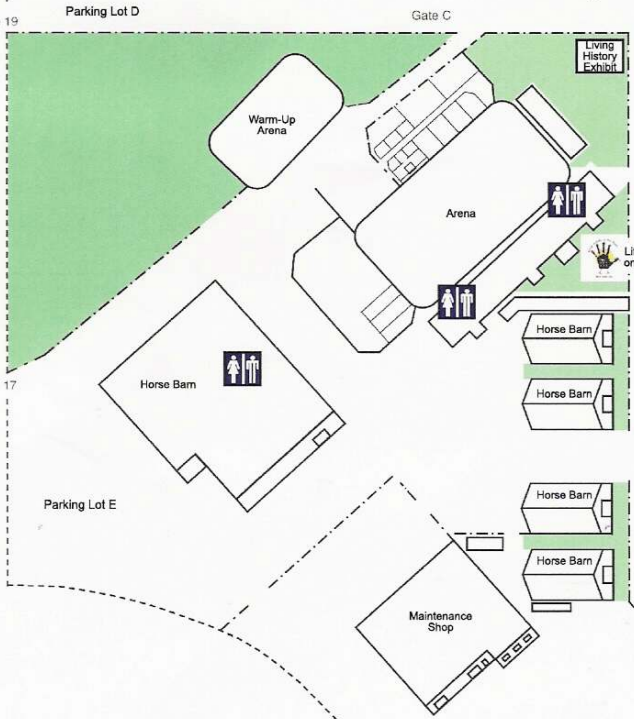 Parking Lot D
19
Gate C
Living
History
Exhibit
Warm-Up
Arena
Arena
Horse Barn
Horse Barn
Horse Barn
17
Parking Lot E
Horse Barn
Horse Barn
Maintenance
Shop